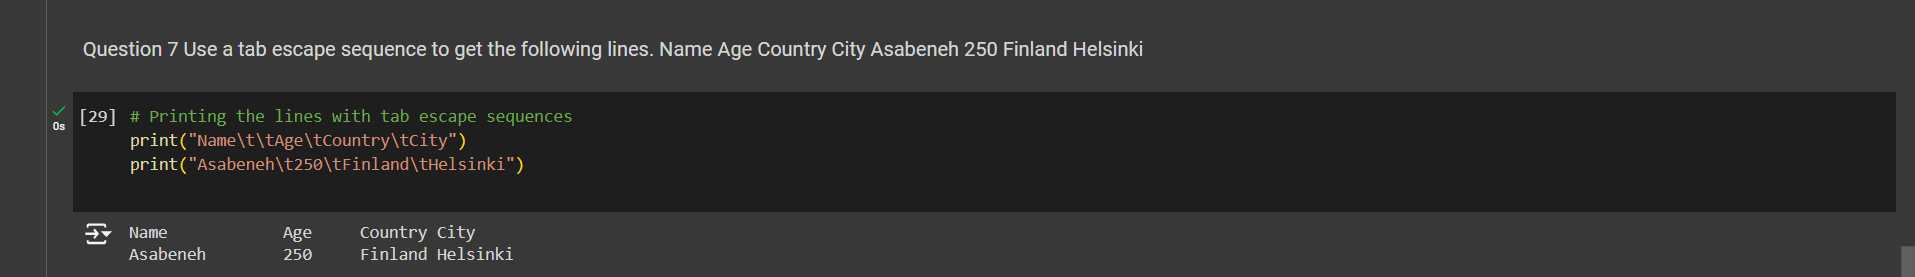 Question 7 Use a tab escape sequence to get the following lines. Name Age Country City Asabeneh 250 Finland Helsinki
[29] # Printing the lines with tab escape sequences
print("Name\t\tAge\tCountry\tCity")
0s
print("Asabeneh\t250\tFinland\tHelsinki")
Name Age Country City
Asabeneh 250 Finland Helsinki